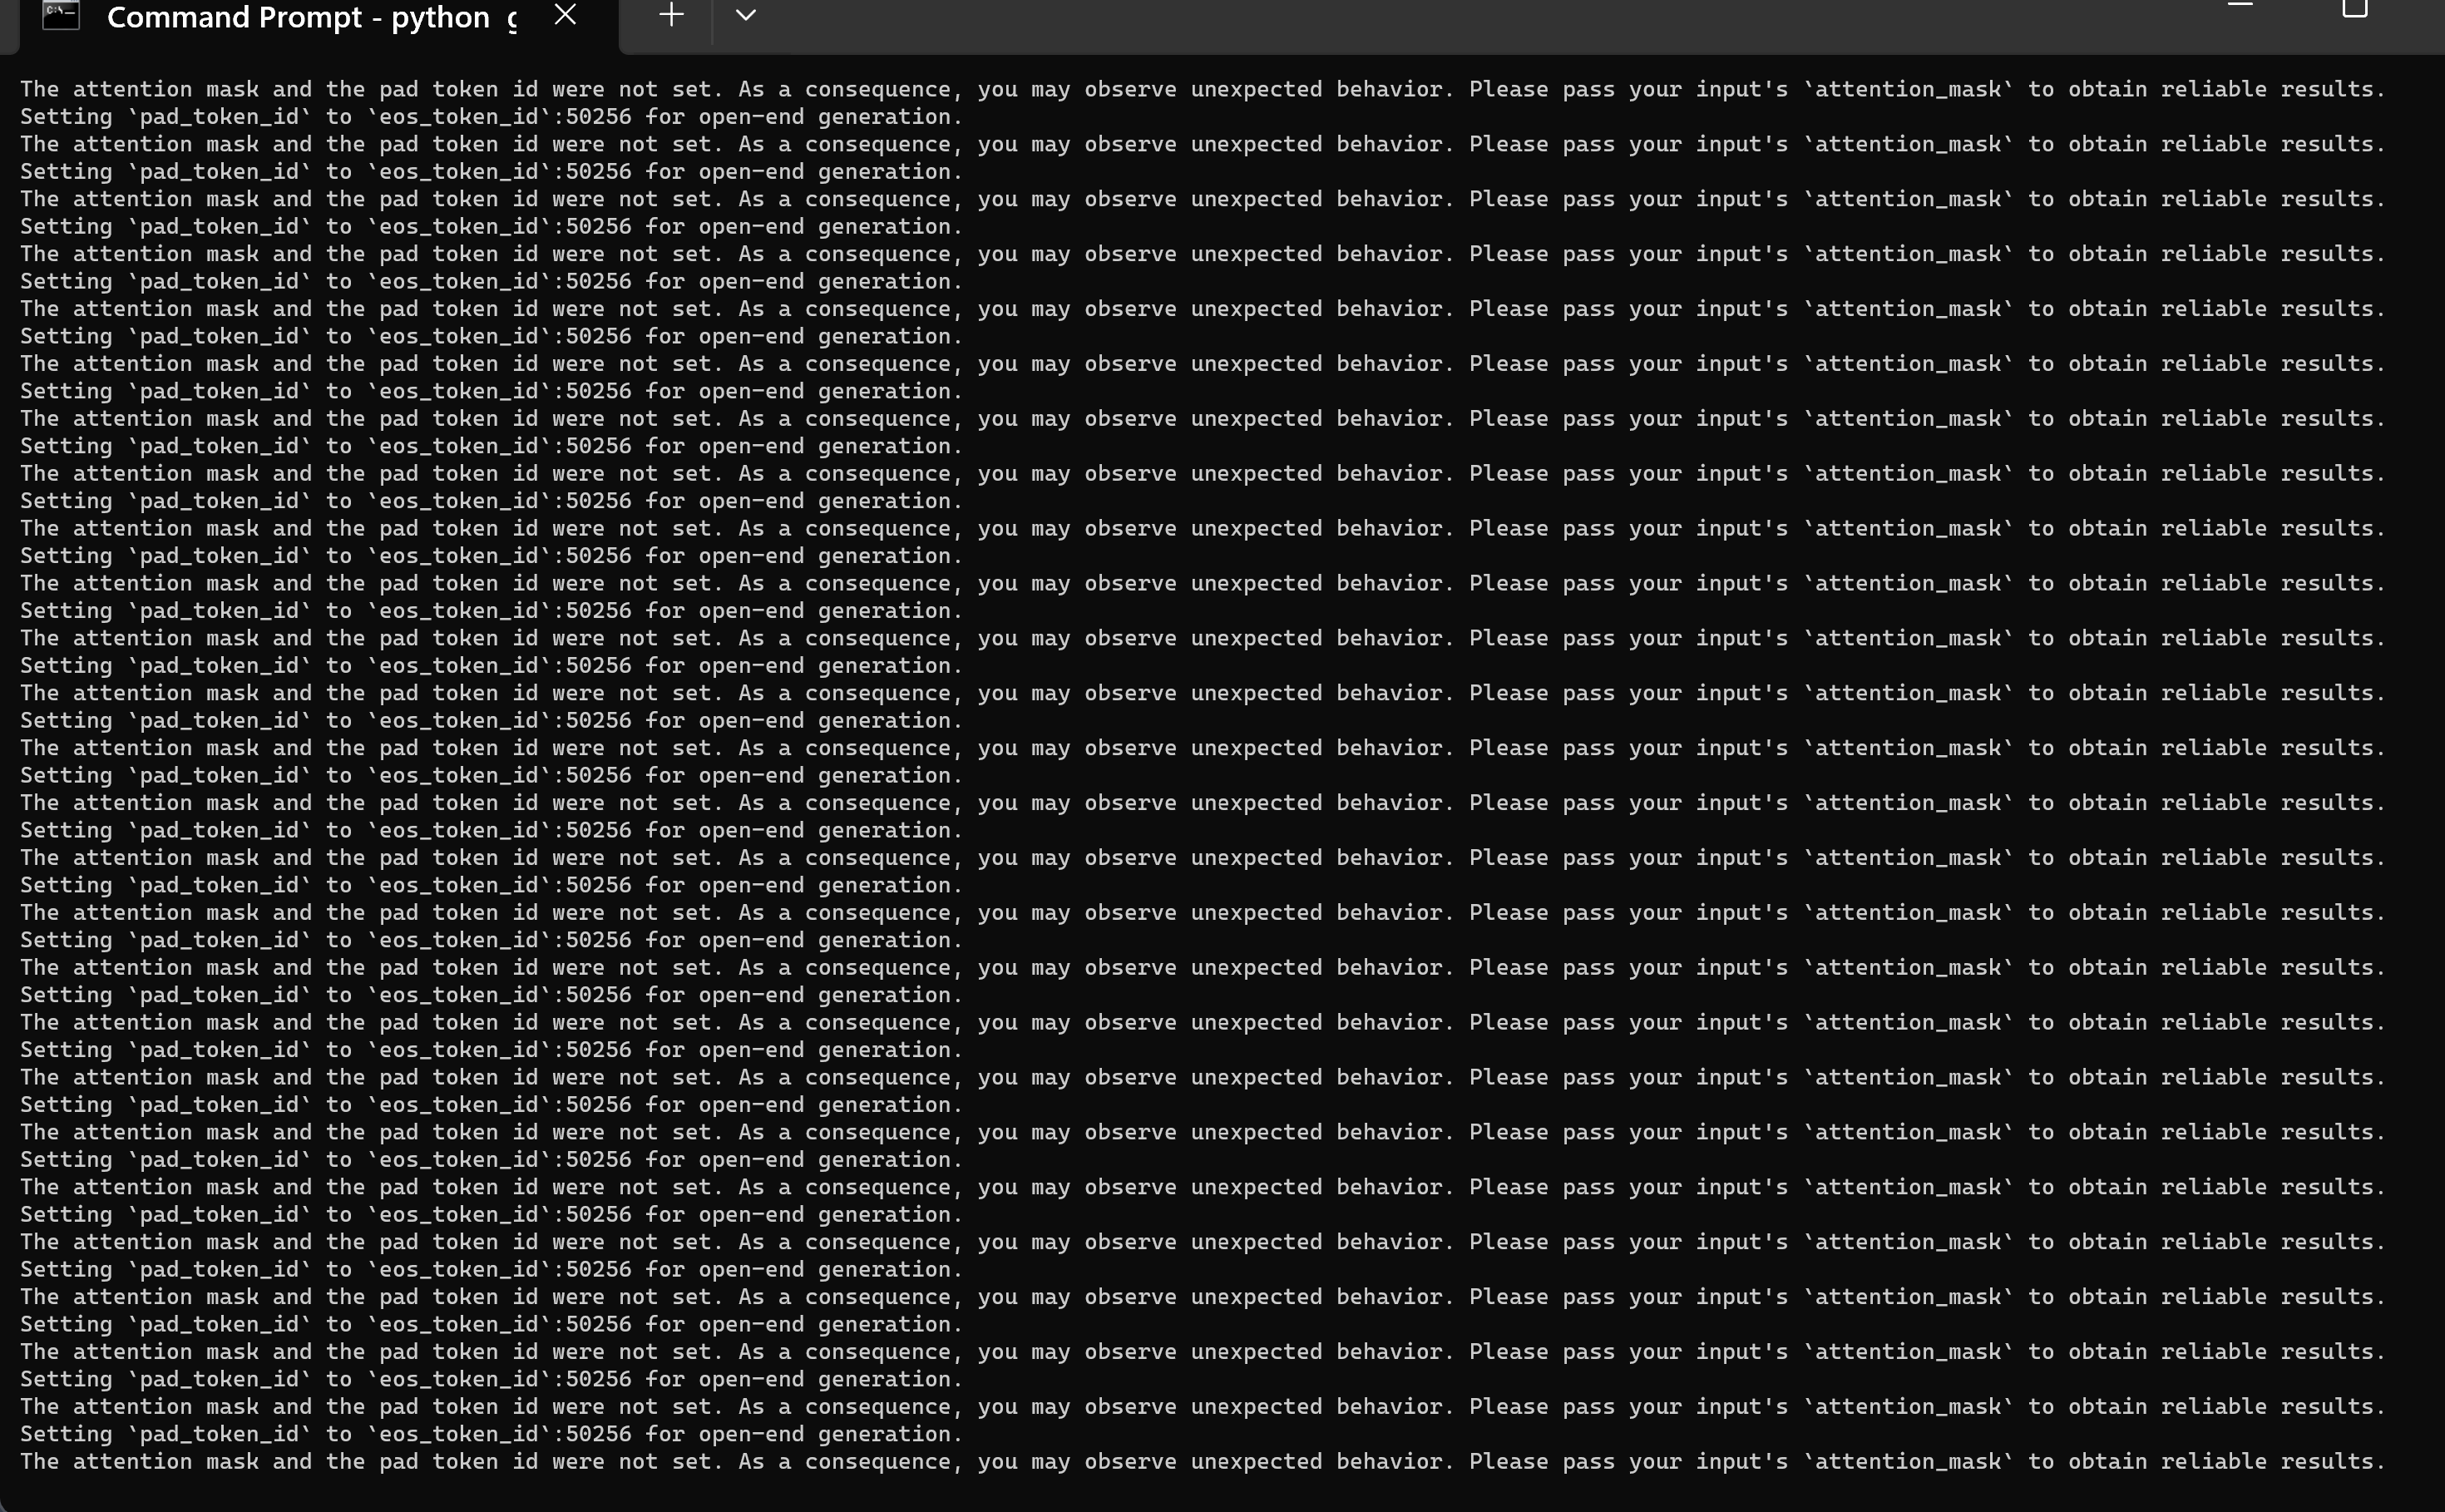 Command Prompt - python
The attention mask and the pad token id were not set. As a consequence, you may observe unexpected behavior. Please pass your input's `attention_mask` to obtain reliable results.
Setting `pad_token_id` to `eos_token_id`:50256 for open-end generation.
The attention mask and the pad token id were not set. As a consequence, you may observe unexpected behavior. Please pass your input's `attention_mask` to obtain reliable results.
Setting `pad_token_id` to `eos_token_id`:50256 for open-end generation.
The attention mask and the pad token id were not set. As a consequence, you may observe unexpected behavior. Please pass your input's `attention_mask` to obtain reliable results.
Setting `pad_token_id` to `eos_token_id`:50256 for open-end generation.
The attention mask and the pad token id were not set. As a consequence, you may observe unexpected behavior. Please pass your input's `attention_mask` to obtain reliable results.
Setting `pad_token_id` to `eos_token_id`:50256 for open-end generation.
The attention mask and the pad token id were not set. As a consequence, you may observe unexpected behavior. Please pass your input's `attention_mask` to obtain reliable results.
Setting `pad_token_id` to `eos_token_id`:50256 for open-end generation.
The attention mask and the pad token id were not set. As a consequence, you may observe unexpected behavior. Please pass your input's `attention_mask` to obtain reliable results.
Setting `pad_token_id` to `eos_token_id`:50256 for open-end generation.
The attention mask and the pad token id were not set. As a consequence, you may observe unexpected behavior. Please pass your input's `attention_mask` to obtain reliable results.
Setting `pad_token_id` to `eos_token_id`:50256 for open-end generation.
The attention mask and the pad token id were not set. As a consequence, you may observe unexpected behavior. Please pass your input's `attention_mask` to obtain reliable results.
Setting `pad_token_id` to `eos_token_id`:50256 for open-end generation.
The attention mask and the pad token id were not set. As a consequence, you may observe unexpected behavior. Please pass your input's `attention_mask` to obtain reliable results.
Setting `pad_token_id` to `eos_token_id`:50256 for open-end generation.
The attention mask and the pad token id were not set. As a consequence, you may observe unexpected behavior. Please pass your input's `attention_mask` to obtain reliable results.
Setting `pad_token_id` to `eos_token_id`:50256 for open-end generation.
The attention mask and the pad token id were not set. As a consequence, you may observe unexpected behavior. Please pass your input's `attention_mask` to obtain reliable results.
Setting `pad_token_id` to `eos_token_id`:50256 for open-end generation.
The attention mask and the pad token id were not set. As a consequence, you may observe unexpected behavior. Please pass your input's `attention_mask` to obtain reliable results.
Setting `pad_token_id` to `eos_token_id`:50256 for open-end generation.
The attention mask and the pad token id were not set. As a consequence, you may observe unexpected behavior. Please pass your input's `attention_mask` to obtain reliable results.
Setting `pad_token_id` to `eos_token_id`:50256 for open-end generation.
The attention mask and the pad token id were not set. As a consequence, you may observe unexpected behavior. Please pass your input's `attention_mask` to obtain reliable results.
Setting `pad_token_id` to `eos_token_id`:50256 for open-end generation.
The attention mask and the pad token id were not set. As a consequence, you may observe unexpected behavior. Please pass your input's `attention_mask` to obtain reliable results.
Setting `pad_token_id` to `eos_token_id`:50256 for open-end generation.
The attention mask and the pad token id were not set. As a consequence, you may observe unexpected behavior. Please pass your input's `attention_mask` to obtain reliable results.
Setting `pad_token_id` to `eos_token_id`:50256 for open-end generation.
The attention mask and the pad token id were not set. As a consequence, you may observe unexpected behavior. Please pass your input's `attention_mask` to obtain reliable results.
Setting `pad_token_id` to `eos_token_id`:50256 for open-end generation.
The attention mask and the pad token id were not set. As a consequence, you may observe unexpected behavior. Please pass your input's `attention_mask` to obtain reliable results.
Setting `pad_token_id` to `eos_token_id`:50256 for open-end generation.
The attention mask and the pad token id were not set. As a consequence, you may observe unexpected behavior. Please pass your input's `attention_mask` to obtain reliable results.
Setting `pad_token_id` to `eos_token_id`:50256 for open-end generation.
The attention mask and the pad token id were not set. As a consequence, you may observe unexpected behavior. Please pass your input's `attention_mask` to obtain reliable results.
Setting `pad_token_id` to `eos_token_id`:50256 for open-end generation.
The attention mask and the pad token id were not set. As a consequence, you may observe unexpected behavior. Please pass your input's `attention_mask` to obtain reliable results.
Setting `pad_token_id` to `eos_token_id`:50256 for open-end generation.
The attention mask and the pad token id were not set. As a consequence, you may observe unexpected behavior. Please pass your input's `attention_mask` to obtain reliable results.
Setting `pad_token_id` to `eos_token_id`:50256 for open-end generation.
The attention mask and the pad token id were not set. As a consequence, you may observe unexpected behavior. Please pass your input's `attention_mask` to obtain reliable results.
Setting `pad_token_id` to `eos_token_id`:50256 for open-end generation.
The attention mask and the pad token id were not set. As a consequence, you may observe unexpected behavior. Please pass your input's `attention_mask` to obtain reliable results.
Setting `pad_token_id` to `eos_token_id`:50256 for open-end generation.
The attention mask and the pad token id were not set. As a consequence, you may observe unexpected behavior. Please pass your input's `attention_mask` to obtain reliable results.
Setting `pad_token_id` to `eos_token_id`:50256 for open-end generation.
The attention mask and the pad token id were not set. As a consequence, you may observe unexpected behavior. Please pass your input's `attention_mask` to obtain reliable results.